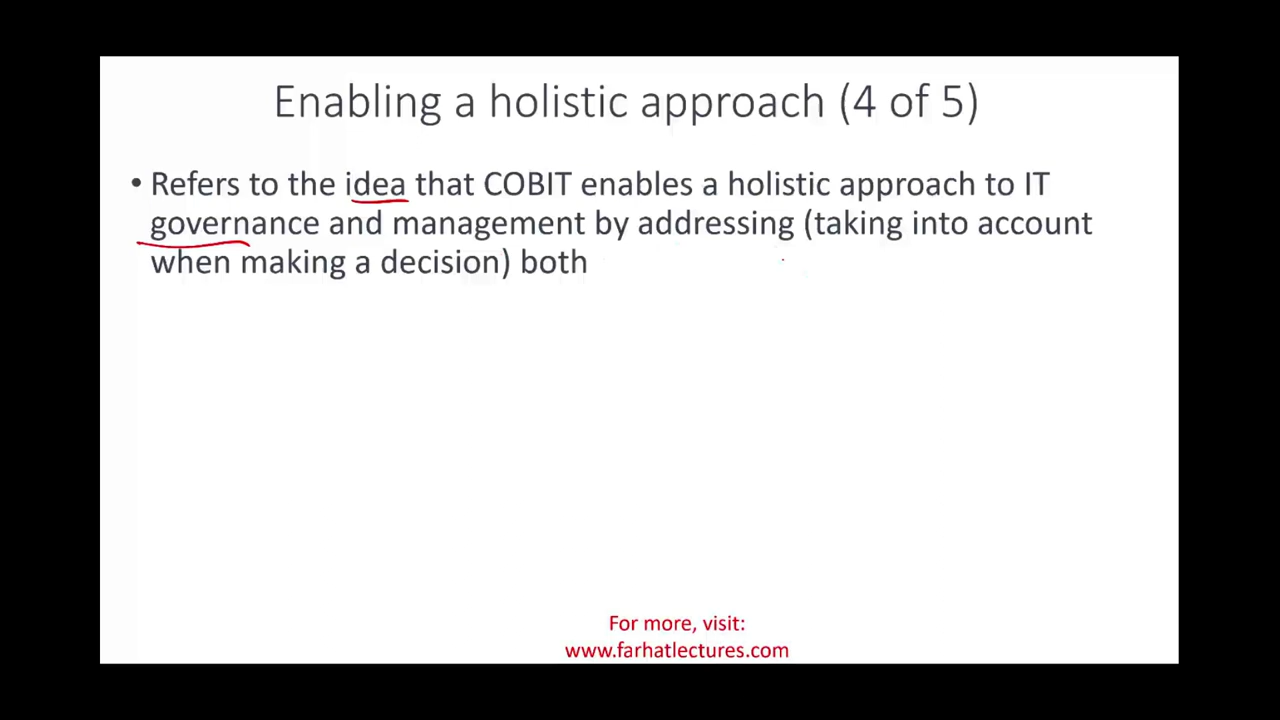 Enabling a holistic approach (4 of 5)
• Refers to the idea that COBIT enables a holistic approach to IT
governance and management by addressing (taking into account
when making a decision) both
For more, visit:
www.farhatlectures.com